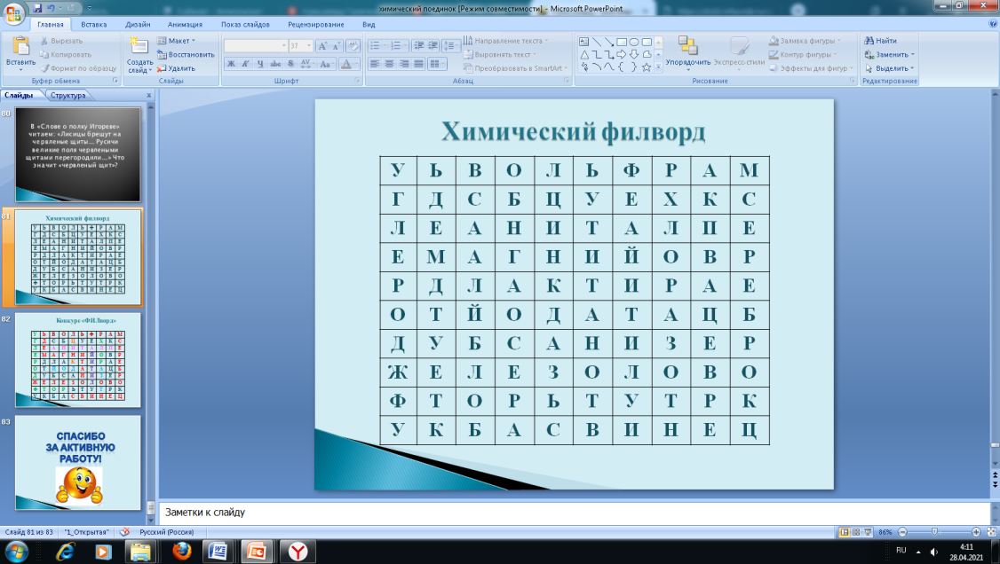 химический поединок [Режим совместимости] - Microsoft PowerPoint
Главная Вставка Дизайн Анимация Показ слайдов Рецензирование Вид
Вставить
Вырезать
Копировать
Формат по образцу
Буфер обмена
Создать слайд
Макет
Восстановить
Удалить
Слайды
37
Шрифт
Направление текста
Выровнять текст
Преобразовать в SmartArt
Абзац
Упорядочить
Экспресс-стили
Заливка фигуры
Контур фигуры
Эффекты для фигур
Рисование
Найти
Заменить
Выделить
Редактирование
Слайды Структура
80
В «Слове о полку Игореве»
читаем: «Лисицы брешут на
червленые щиты... Русичи
великие поля червлеными
щитами перегородили...» Что
значит «червленый щит»?
81
Химический филворд
82
Конкурс «ФИЛворд»
83
СПАСИБО
ЗА АКТИВНУЮ
РАБОТУ!
Химический филворд
У Ь В О Л Ь Ф Р А М
Г Д С Б Ц У Е Х К С
Л Е А Н И Т А Л П Е
Е М А Г Н И Й О В Р
Р Д Л А К Т И Р А Е
О Т Й О Д А Т А Ц Б
Д У Б С А Н И З Е Р
Ж Е Л Е З О Л О В О
Ф Т О Р Ь Т У Т Р К
У К Б А С В И Н Е Ц
Заметки к слайду
Слайд 81 из 83 "1_Открытая" Русский (Россия) 86%
RU 4:11
28.04.2021